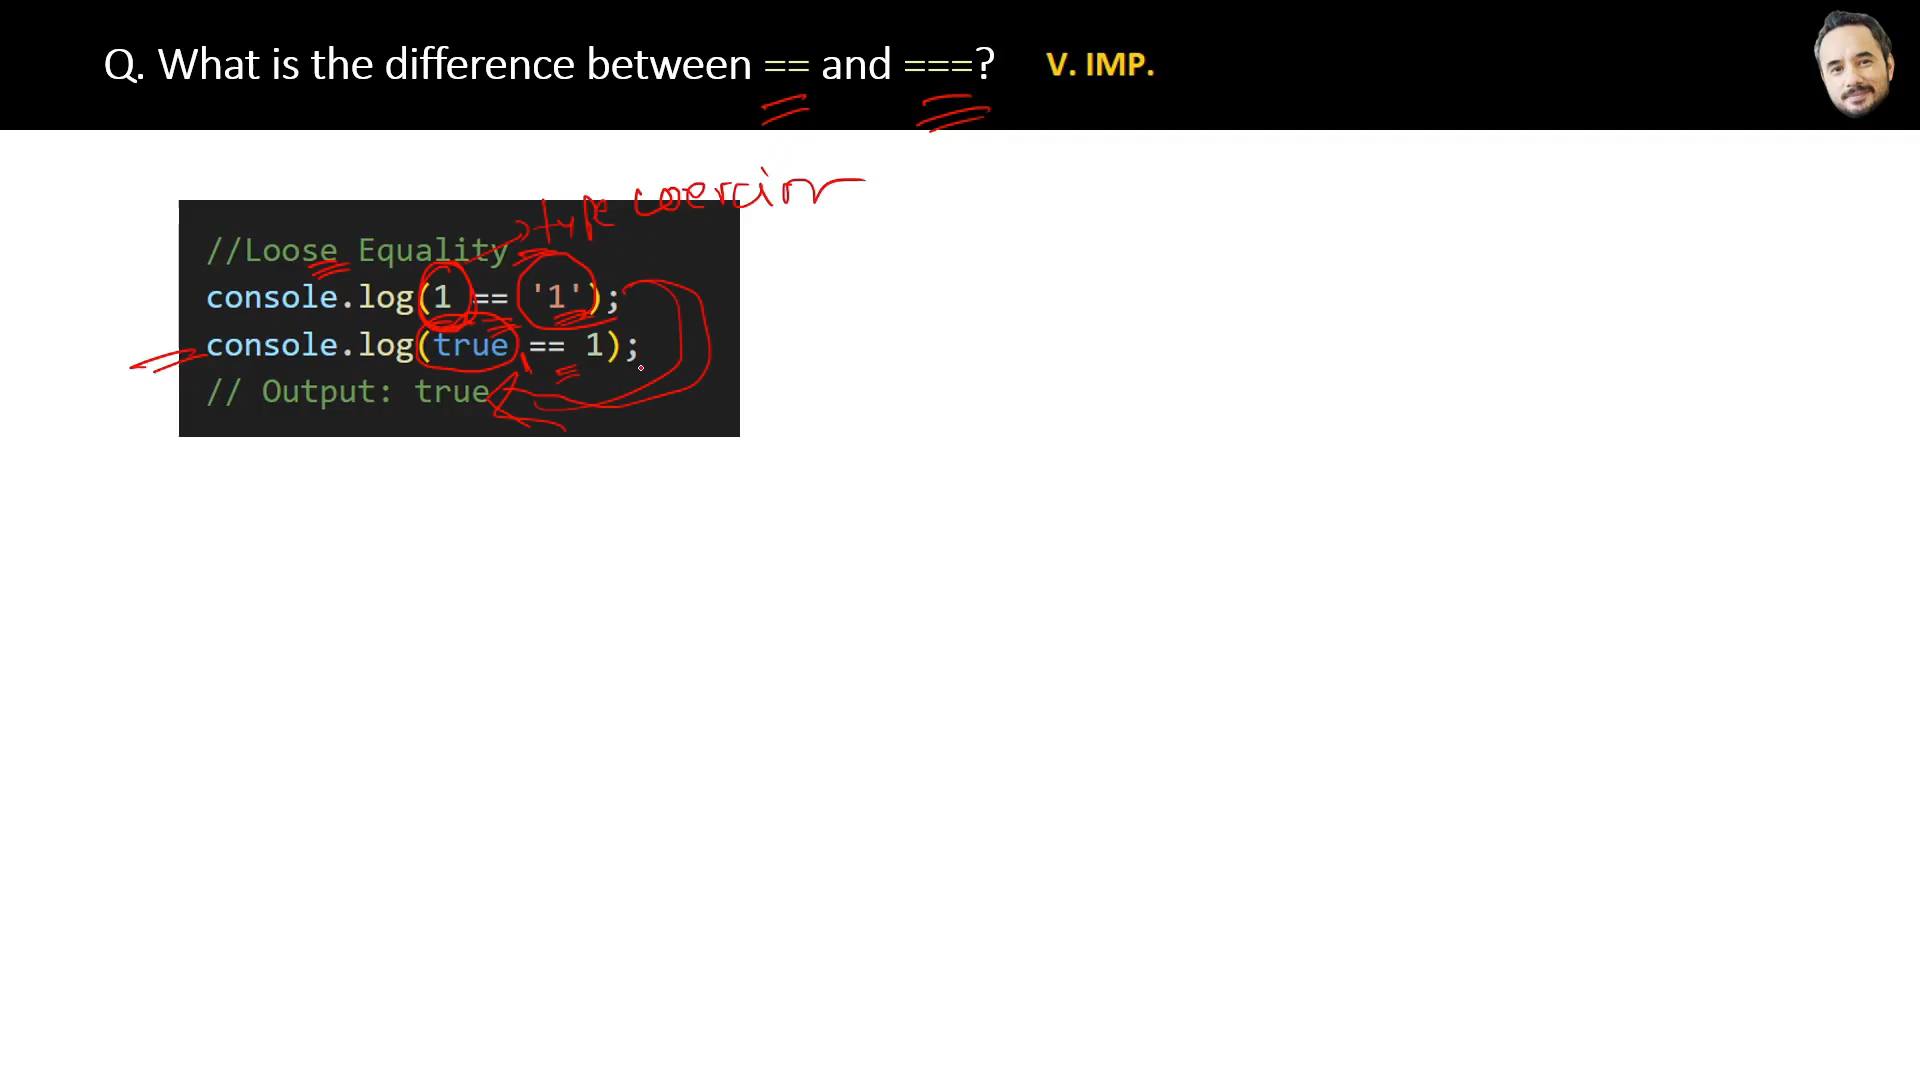 Q. What is the difference between == and ===? V. IMP.
type coercion
//Loose Equality
console.log(1 == '1');
console.log(true == 1);
// Output: true